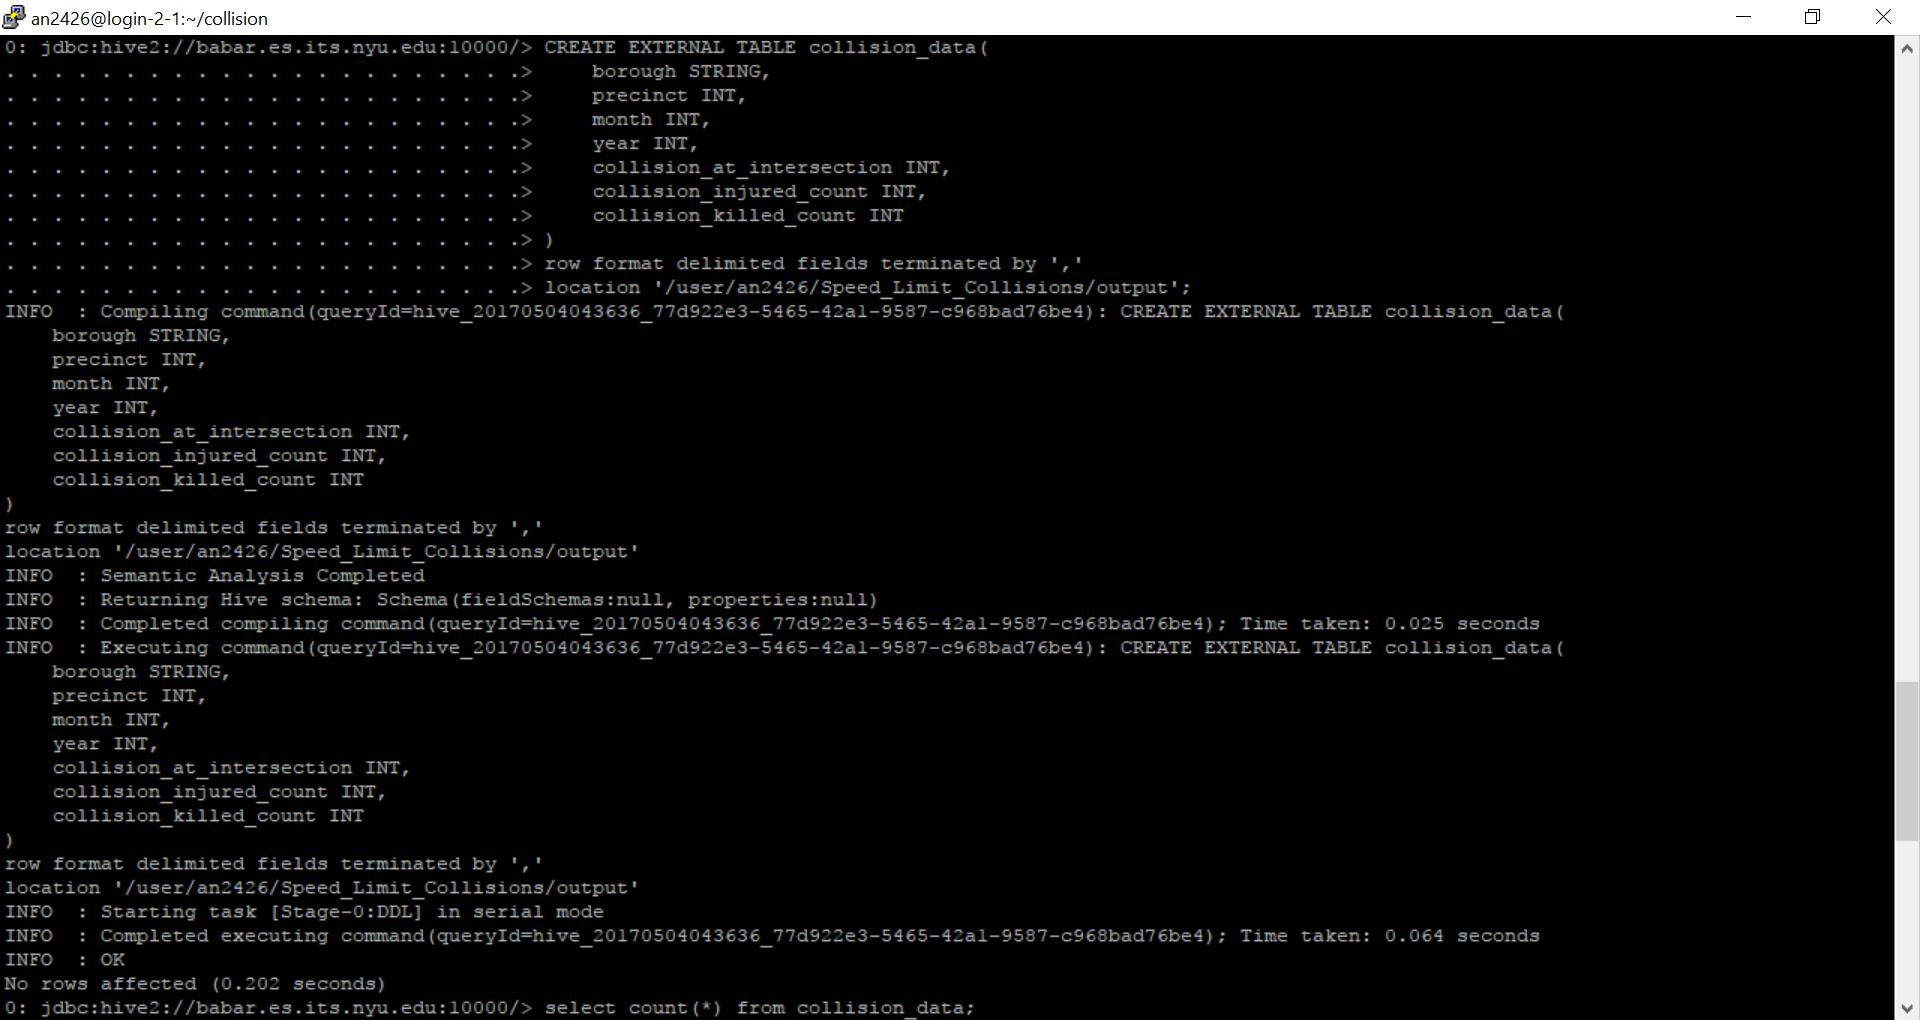 an2426@login-2-1:~/collision
0: jdbc:hive2://babar.es.its.nyu.edu:10000/> CREATE EXTERNAL TABLE collision_data(
. . . . . . . . . . . . . . . . . . . . . .>     borough STRING,
. . . . . . . . . . . . . . . . . . . . . .>     precinct INT,
. . . . . . . . . . . . . . . . . . . . . .>     month INT,
. . . . . . . . . . . . . . . . . . . . . .>     year INT,
. . . . . . . . . . . . . . . . . . . . . .>     collision_at_intersection INT,
. . . . . . . . . . . . . . . . . . . . . .>     collision_injured_count INT,
. . . . . . . . . . . . . . . . . . . . . .>     collision_killed_count INT
. . . . . . . . . . . . . . . . . . . . . .> )
. . . . . . . . . . . . . . . . . . . . . .> row format delimited fields terminated by ','
. . . . . . . . . . . . . . . . . . . . . .> location '/user/an2426/Speed_Limit_Collisions/output';
INFO  : Compiling command(queryId=hive_20170504043636_77d922e3-5465-42a1-9587-c968bad76be4): CREATE EXTERNAL TABLE collision_data(
    borough STRING,
    precinct INT,
    month INT,
    year INT,
    collision_at_intersection INT,
    collision_injured_count INT,
    collision_killed_count INT
)
row format delimited fields terminated by ','
location '/user/an2426/Speed_Limit_Collisions/output'
INFO  : Semantic Analysis Completed
INFO  : Returning Hive schema: Schema(fieldSchemas:null, properties:null)
INFO  : Completed compiling command(queryId=hive_20170504043636_77d922e3-5465-42a1-9587-c968bad76be4); Time taken: 0.025 seconds
INFO  : Executing command(queryId=hive_20170504043636_77d922e3-5465-42a1-9587-c968bad76be4): CREATE EXTERNAL TABLE collision_data(
    borough STRING,
    precinct INT,
    month INT,
    year INT,
    collision_at_intersection INT,
    collision_injured_count INT,
    collision_killed_count INT
)
row format delimited fields terminated by ','
location '/user/an2426/Speed_Limit_Collisions/output'
INFO  : Starting task [Stage-0:DDL] in serial mode
INFO  : Completed executing command(queryId=hive_20170504043636_77d922e3-5465-42a1-9587-c968bad76be4); Time taken: 0.064 seconds
INFO  : OK
No rows affected (0.202 seconds)
0: jdbc:hive2://babar.es.its.nyu.edu:10000/> select count(*) from collision_data;